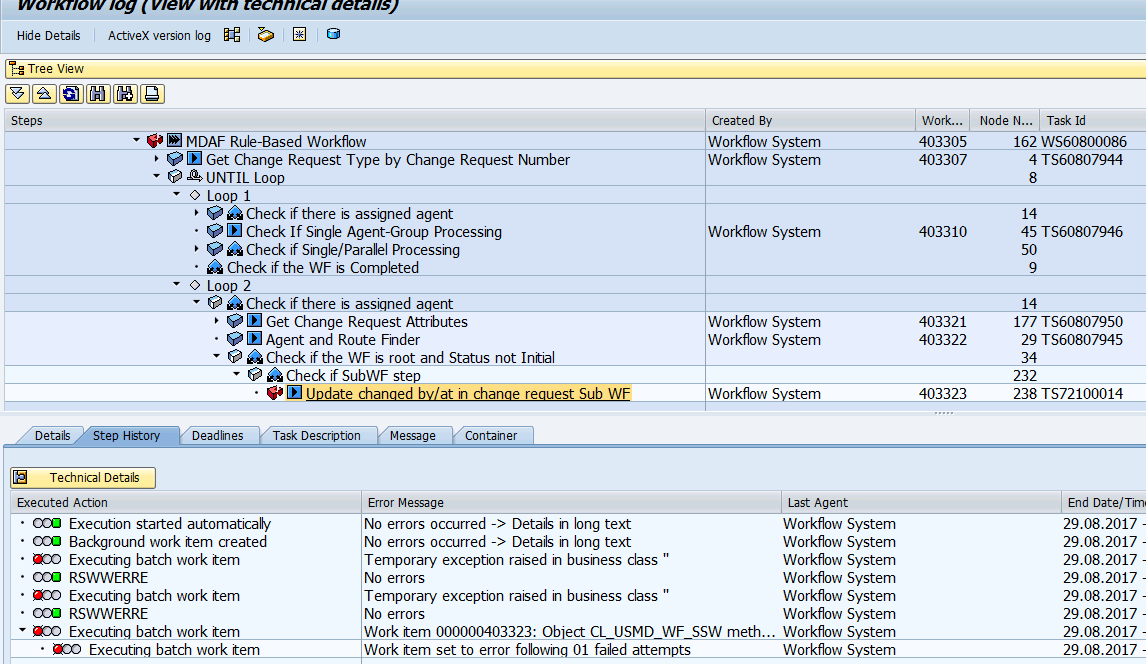 Workflow log (View with technical details)
Hide Details ActiveX version log
Tree View
Steps Created By Work... Node N... Task Id
MDAF Rule-Based Workflow Workflow System 403305 162 WS60800086
Get Change Request Type by Change Request Number Workflow System 403307 4 TS60807944
UNTIL Loop 8
Loop 1
Check if there is assigned agent 14
Check If Single Agent-Group Processing Workflow System 403310 45 TS60807946
Check if Single/Parallel Processing 50
Check if the WF is Completed 9
Loop 2
Check if there is assigned agent 14
Get Change Request Attributes Workflow System 403321 177 TS60807950
Agent and Route Finder Workflow System 403322 29 TS60807945
Check if the WF is root and Status not Initial 34
Check if SubWF step 232
Update changed by/at in change request Sub WF Workflow System 403323 238 TS72100014
Details Step History Deadlines Task Description Message Container
Technical Details
Executed Action Error Message Last Agent End Date/Time
Execution started automatically No errors occurred -> Details in long text Workflow System 29.08.2017 -
Background work item created No errors occurred -> Details in long text Workflow System 29.08.2017 -
Executing batch work item Temporary exception raised in business class '' Workflow System 29.08.2017 -
RSWWERRE No errors Workflow System 29.08.2017 -
Executing batch work item Temporary exception raised in business class '' Workflow System 29.08.2017 -
RSWWERRE No errors Workflow System 29.08.2017 -
Executing batch work item Work item 000000403323: Object CL_USMD_WF_SSW meth... Workflow System 29.08.2017 -
Executing batch work item Work item set to error following 01 failed attempts Workflow System 29.08.2017 -